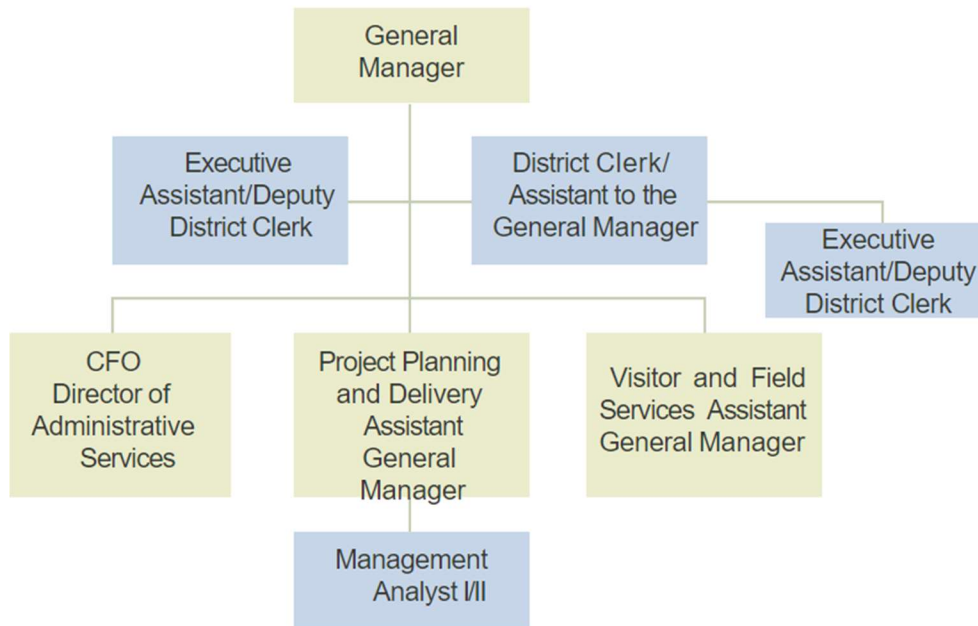 General
Manager
Executive
Assistant/Deputy
District Clerk
District Clerk/
Assistant to the
General Manager
Executive
Assistant/Deputy
District Clerk
CFO
Director of
Administrative
Services
Project Planning
and Delivery
Assistant
General
Manager
Visitor and Field
Services Assistant
General Manager
Management
Analyst I/II